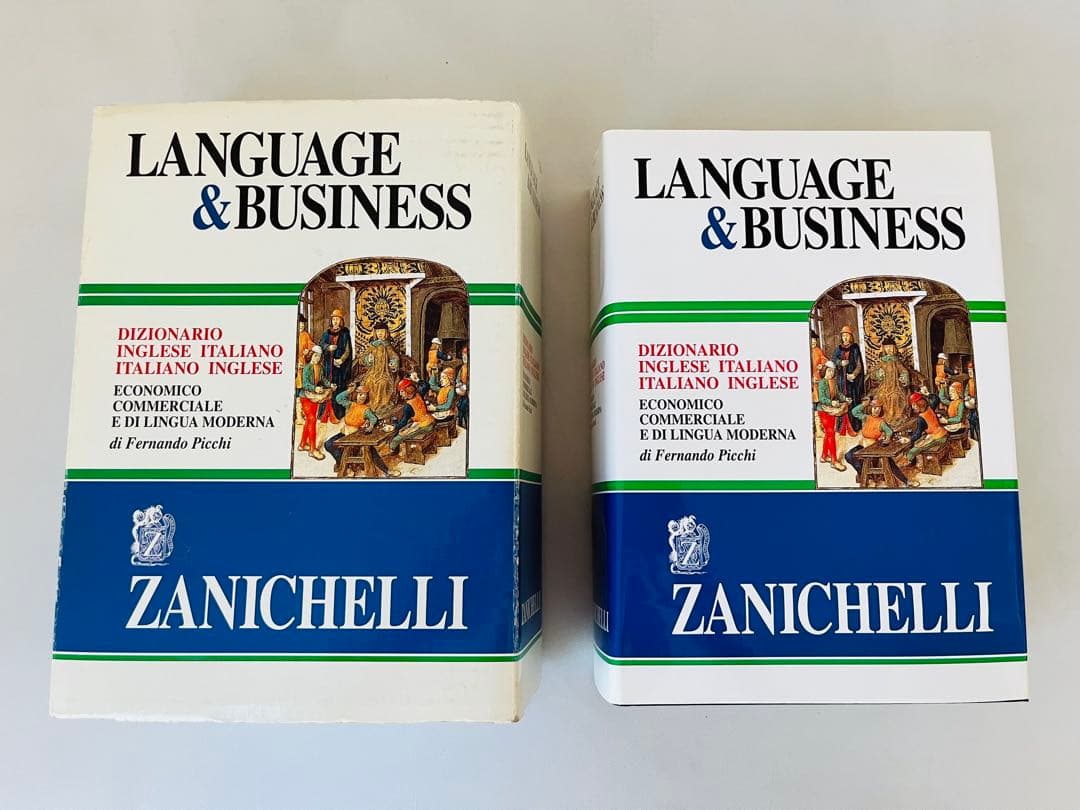 LANGUAGE
&BUSINESS
DIZIONARIO
INGLESE ITALIANO
ITALIANO INGLESE
ECONOMICO
COMMERCIALE
E DI LINGUA MODERNA
di Fernando Picchi
Z
ZANICHELLI
LANGUAGE
&BUSINESS
DIZIONARIO
INGLESE ITALIANO
ITALIANO INGLESE
ECONOMICO
COMMERCIALE
E DI LINGUA MODERNA
di Fernando Picchi
Z
ZANICHELLI